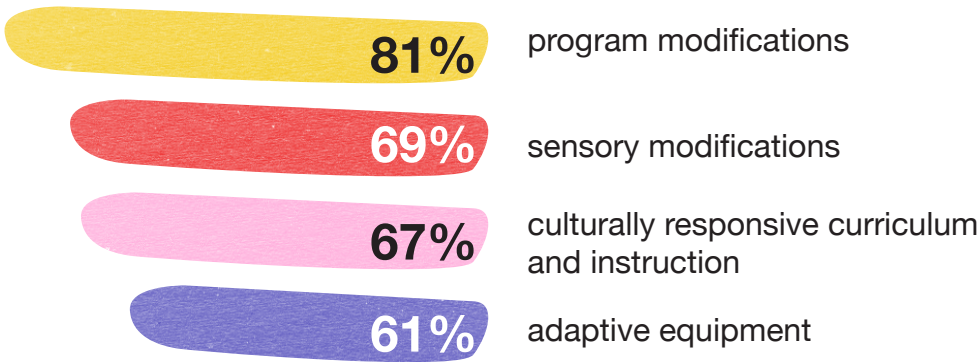 81% program modifications
69% sensory modifications
67% culturally responsive curriculum
and instruction
61% adaptive equipment